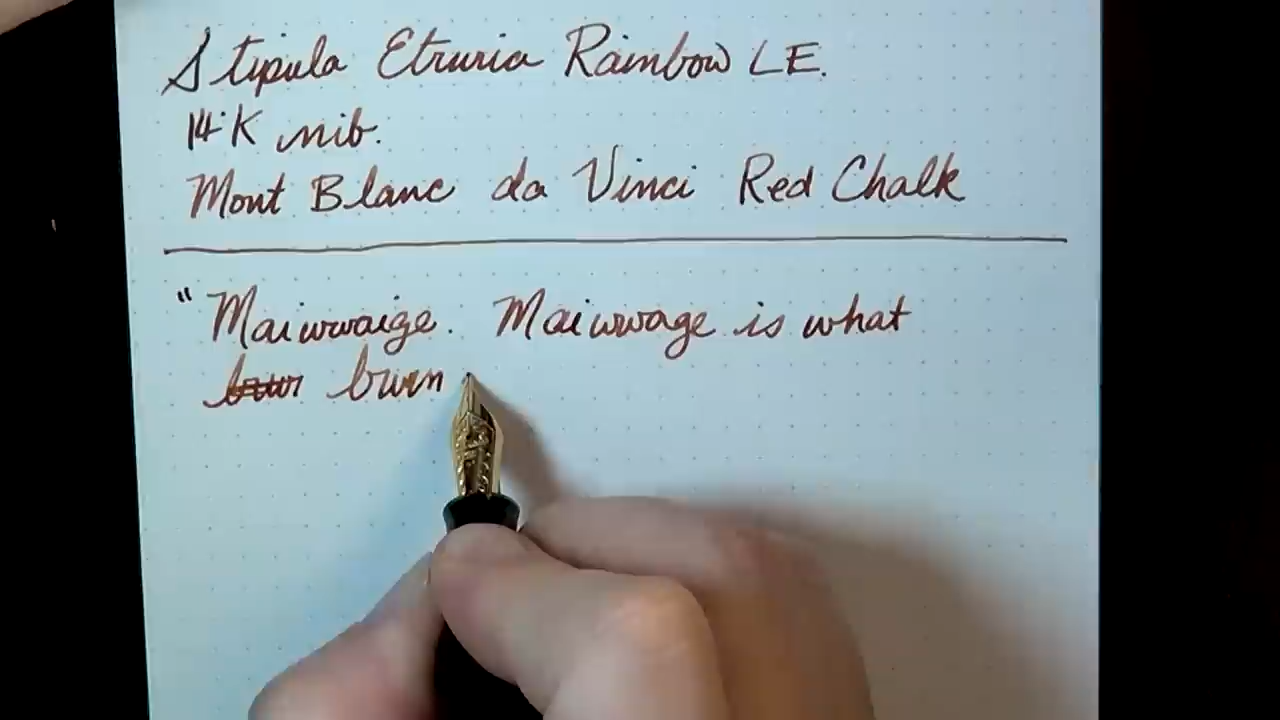 Stipula Etruria Rainbow LE.
14K nib.
Mont Blanc da Vinci Red Chalk
"Maiwwaige. Maiwwage is what
bwin